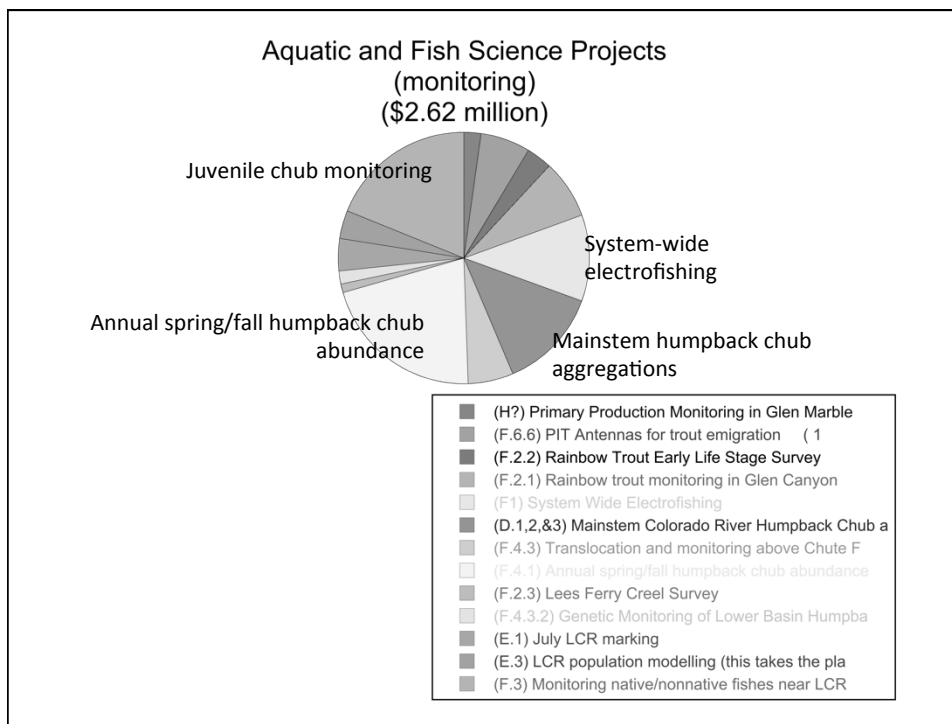 Aquatic and Fish Science Projects
(monitoring)
($2.62 million)
Juvenile chub monitoring
System-wide
electrofishing
Annual spring/fall humpback chub
abundance
Mainstem humpback chub
aggregations
(H?) Primary Production Monitoring in Glen Marble
(F.6.6) PIT Antennas for trout emigration ( 1
(F.2.2) Rainbow Trout Early Life Stage Survey
(F.2.1) Rainbow trout monitoring in Glen Canyon
(F1) System Wide Electrofishing
(D.1,2,&3) Mainstem Colorado River Humpback Chub a
(F.4.3) Translocation and monitoring above Chute F
(F.4.1) Annual spring/fall humpback chub abundance
(F.2.3) Lees Ferry Creel Survey
(F.4.3.2) Genetic Monitoring of Lower Basin Humpba
(E.1) July LCR marking
(E.3) LCR population modelling (this takes the pla
(F.3) Monitoring native/nonnative fishes near LCR